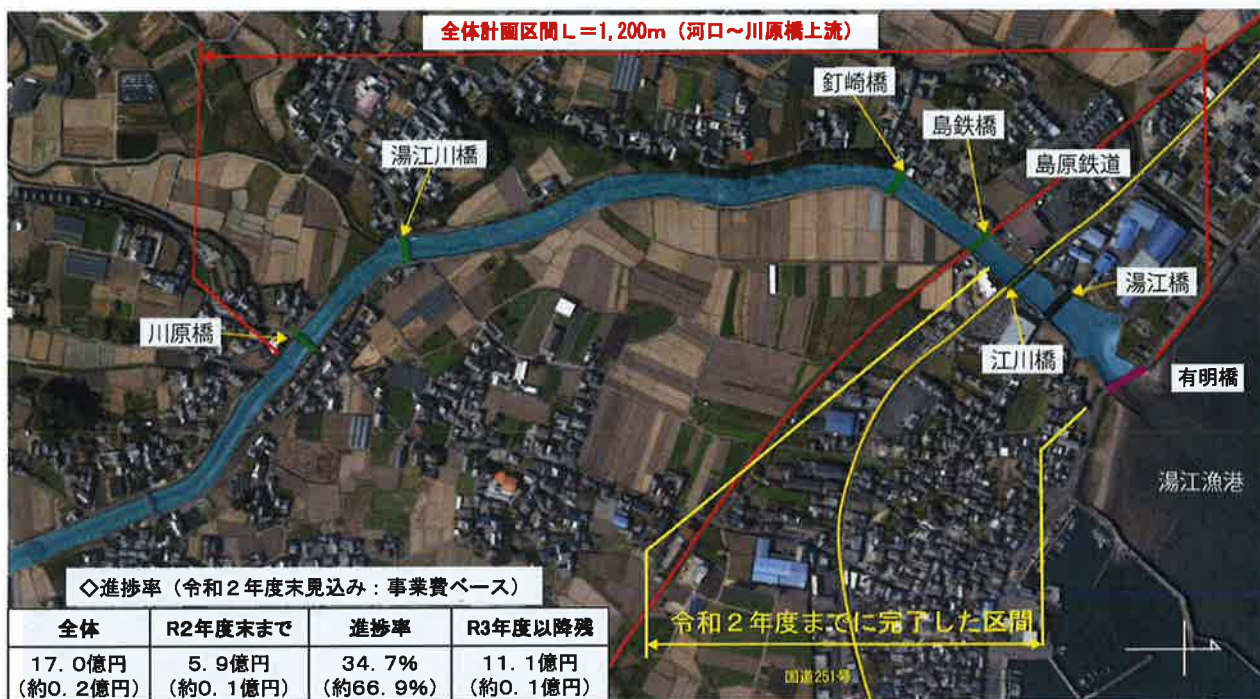 全体計画区間L=1,200m(河口~川原橋上流)
釘崎橋
島鉄橋
湯江川橋
島原鉄道
湯江橋
川原橋
江川橋
有明橋
湯江漁港
◇進捗率(令和2年度末見込み:事業費ベース)
全体 R2年度末まで 進捗率 R3年度以降残
17.0億円 5.9億円 34.7% 11.1億円
(約0.2億円) (約0.1億円) (約66.9%) (約0.1億円)
令和2年度までに完了した区間
国道251号